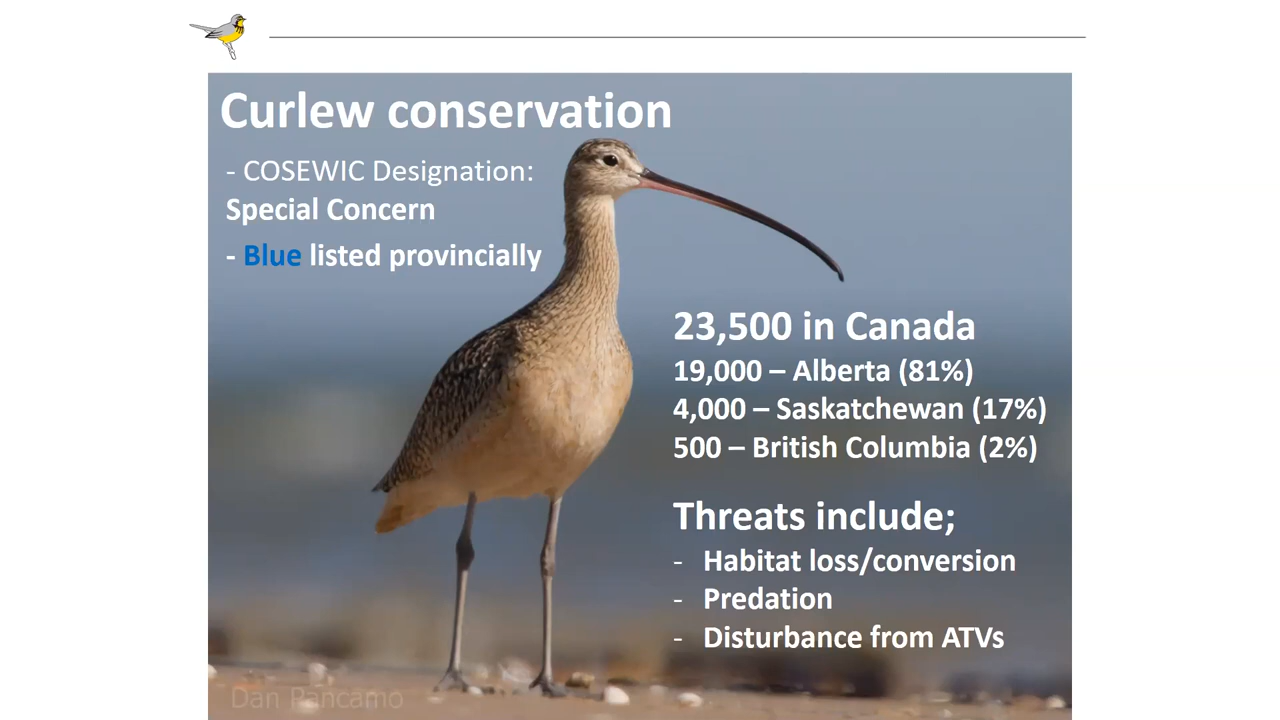 Curlew conservation
- COSEWIC Designation:
Special Concern
- Blue listed provincially
23,500 in Canada
19,000 – Alberta (81%)
4,000 – Saskatchewan (17%)
500 – British Columbia (2%)
Threats include;
- Habitat loss/conversion
- Predation
- Disturbance from ATVs
Dan Pancamo